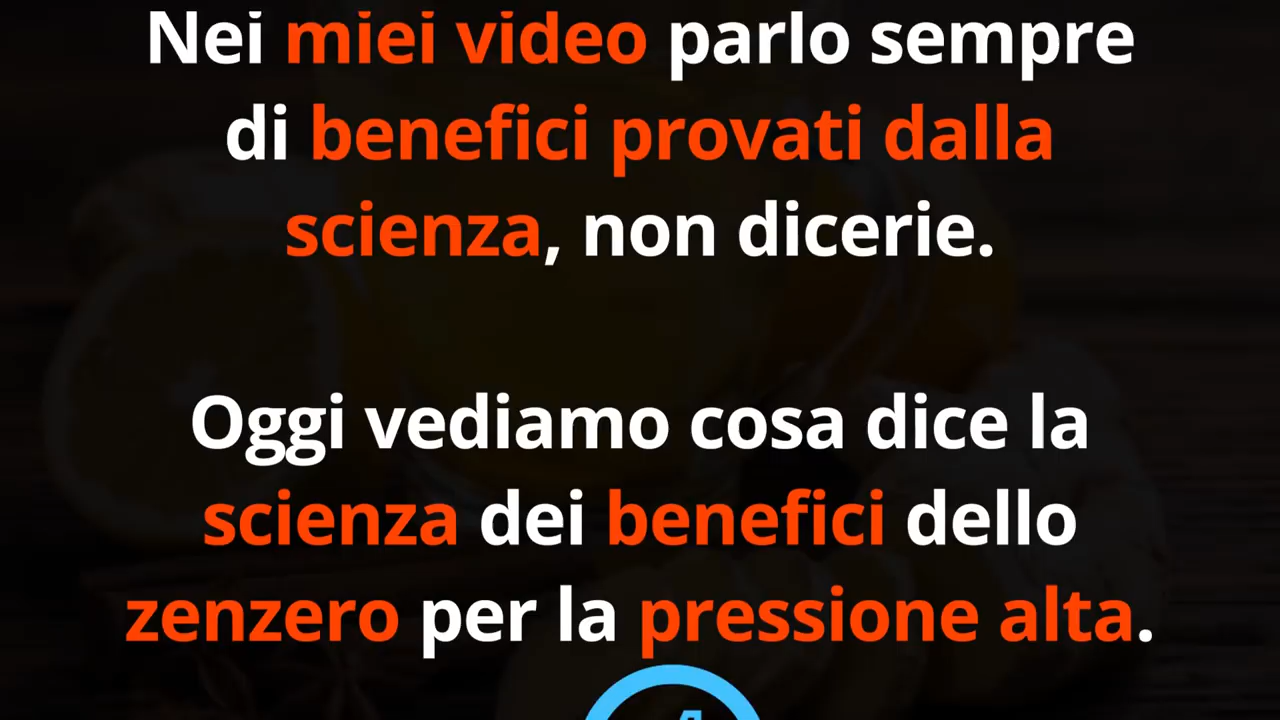 Nei miei video parlo sempre
di benefici provati dalla
scienza, non dicerie.
Oggi vediamo cosa dice la
scienza dei benefici dello
zenzero per la pressione alta.